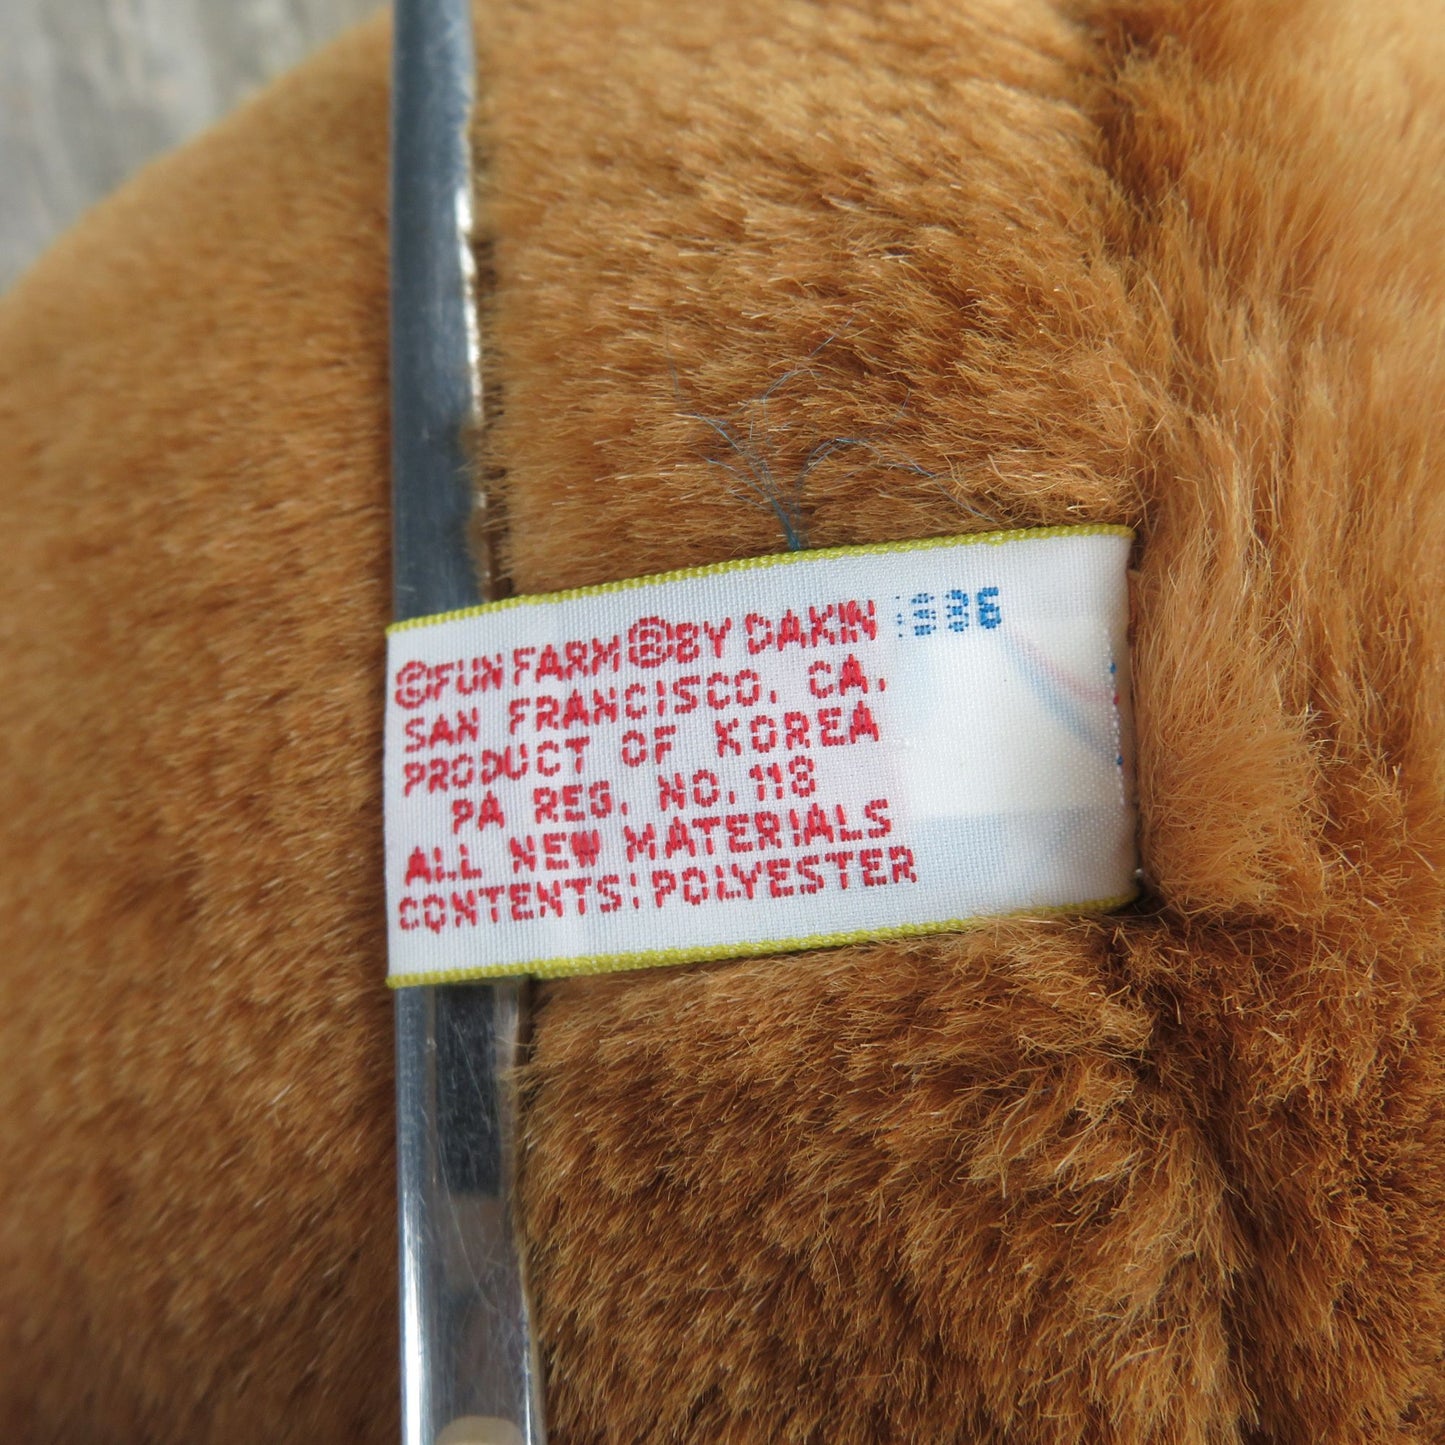 ©FUN FARM®BY DAKIN 1986
SAN FRANCISCO, CA.
PRODUCT OF KOREA
PA REG. NO. 118
ALL NEW MATERIALS
CONTENTS: POLYESTER